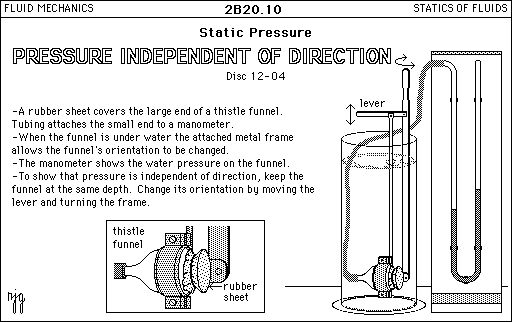 FLUID MECHANICS
2B20.10
STATICS OF FLUIDS
Static Pressure
PRESSURE INDEPENDENT OF DIRECTION
Disc 12-04
-A rubber sheet covers the large end of a thistle funnel.
Tubing attaches the small end to a manometer.
-When the funnel is under water the attached metal frame
allows the funnel's orientation to be changed.
-The manometer shows the water pressure on the funnel.
-To show that pressure is independent of direction, keep the
funnel at the same depth. Change its orientation by moving the
lever and turning the frame.
lever
thistle
funnel
rubber
sheet
njg